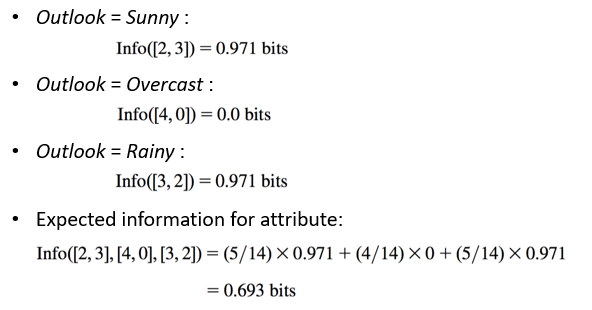 • Outlook = Sunny :
Info([2, 3]) = 0.971 bits
• Outlook = Overcast :
Info([4, 0]) = 0.0 bits
• Outlook = Rainy :
Info([3, 2]) = 0.971 bits
• Expected information for attribute:
Info([2, 3], [4, 0], [3, 2]) = (5/14) × 0.971 + (4/14) × 0 + (5/14) × 0.971
= 0.693 bits